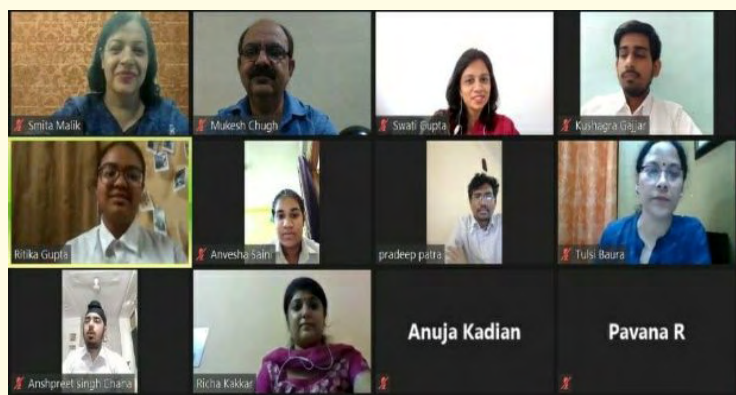 Smita Malik
Mukesh Chugh
Swati Gupta
Kushagra Gajjar
Ritika Gupta
Anvesha Saini
pradeep patra
Tulsi Baura
Anshpreet singh Chana
Richa Kakkar
Anuja Kadian
Pavana R